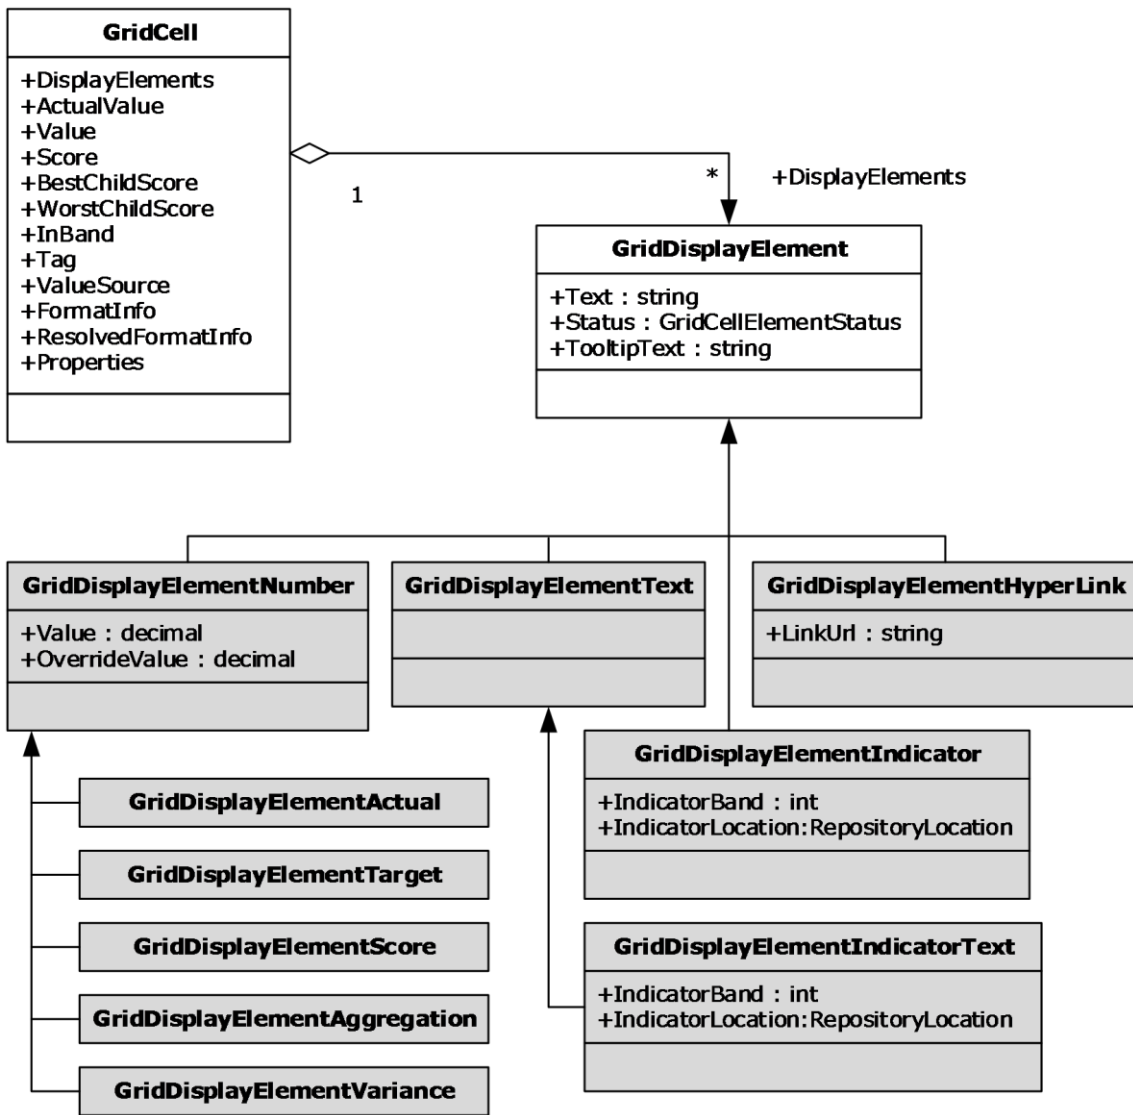 GridCell
+DisplayElements
+ActualValue
+Value
+Score
+BestChildScore
+WorstChildScore
+InBand
+Tag
+ValueSource
+FormatInfo
+ResolvedFormatInfo
+Properties
1
*
+DisplayElements
GridDisplayElement
+Text : string
+Status : GridCellElementStatus
+TooltipText : string
GridDisplayElementNumber
+Value : decimal
+OverrideValue : decimal
GridDisplayElementText
GridDisplayElementHyperLink
+LinkUrl : string
GridDisplayElementActual
GridDisplayElementTarget
GridDisplayElementScore
GridDisplayElementAggregation
GridDisplayElementVariance
GridDisplayElementIndicator
+IndicatorBand : int
+IndicatorLocation:RepositoryLocation
GridDisplayElementIndicatorText
+IndicatorBand : int
+IndicatorLocation:RepositoryLocation